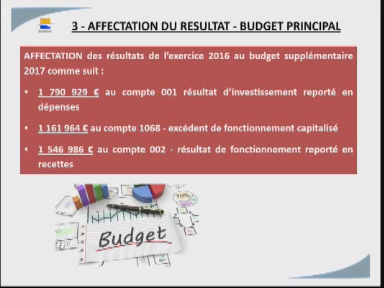 3 - AFFECTATION DU RESULTAT - BUDGET PRINCIPAL
AFFECTATION des résultats de l'exercice 2016 au budget supplémentaire
2017 comme suit :
• 1 790 929 € au compte 001 résultat d'investissement reporté en
dépenses
• 1 161 964 € au compte 1068 - excédent de fonctionnement capitalisé
• 1 546 986 € au compte 002 - résultat de fonctionnement reporté en
recettes
Budget